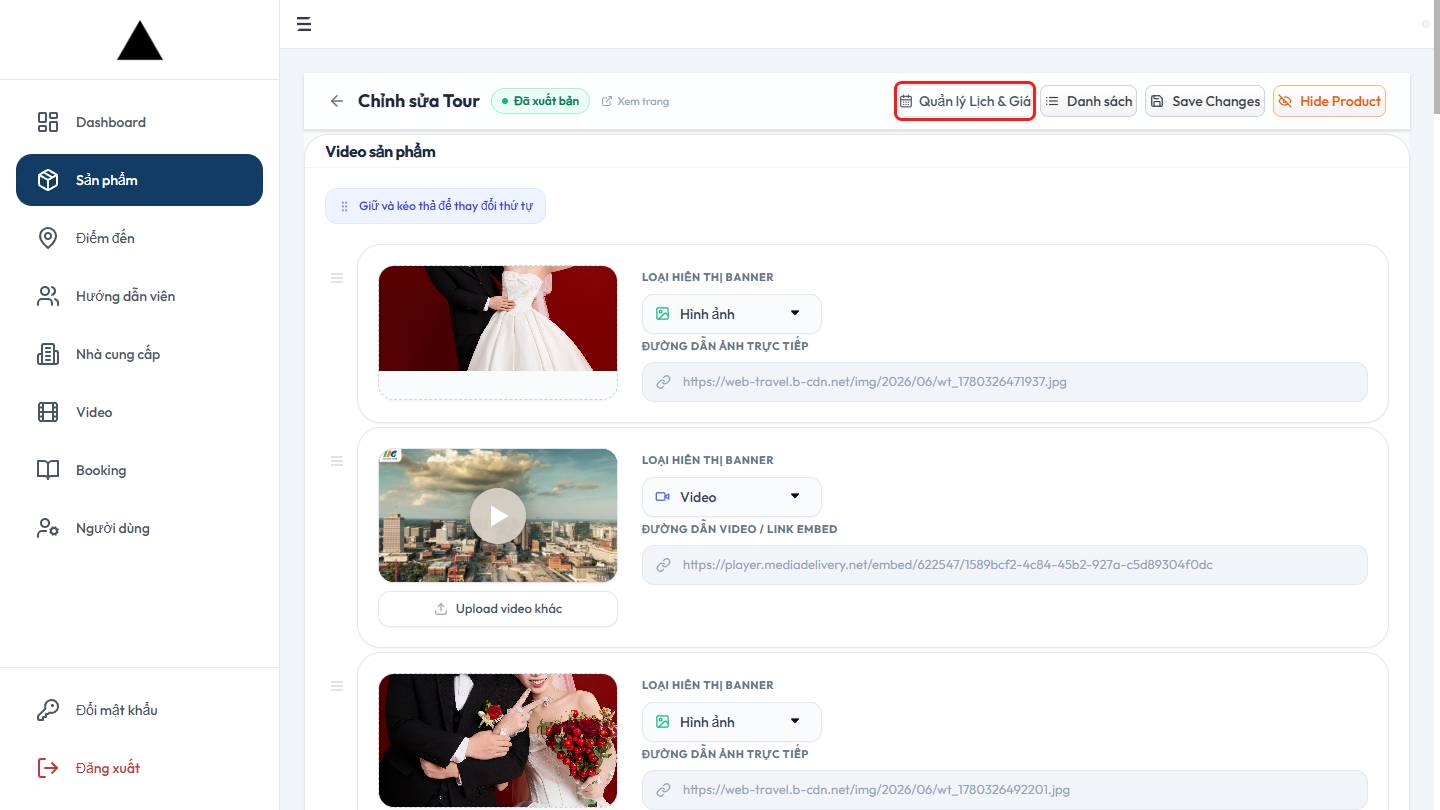 Chỉnh sửa Tour
Đã xuất bản
Xem trang
Quản lý Lịch & Giá
Danh sách
Save Changes
Hide Product
Dashboard
Sản phẩm
Điểm đến
Hướng dẫn viên
Nhà cung cấp
Video
Booking
Người dùng
Đổi mật khẩu
Đăng xuất
Video sản phẩm
Giữ và kéo thả để thay đổi thứ tự
LOẠI HIỂN THỊ BANNER
Hình ảnh
ĐƯỜNG DẪN ẢNH TRỰC TIẾP
https://web-travel.b-cdn.net/img/2026/06/wt_1780326471937.jpg
LOẠI HIỂN THỊ BANNER
Video
ĐƯỜNG DẪN VIDEO / LINK EMBED
https://player.mediadelivery.net/embed/622547/1589bcf2-4c84-45b2-927a-c5d89304f0dc
Upload video khác
LOẠI HIỂN THỊ BANNER
Hình ảnh
ĐƯỜNG DẪN ẢNH TRỰC TIẾP
https://web-travel.b-cdn.net/img/2026/06/wt_1780326492201.jpg